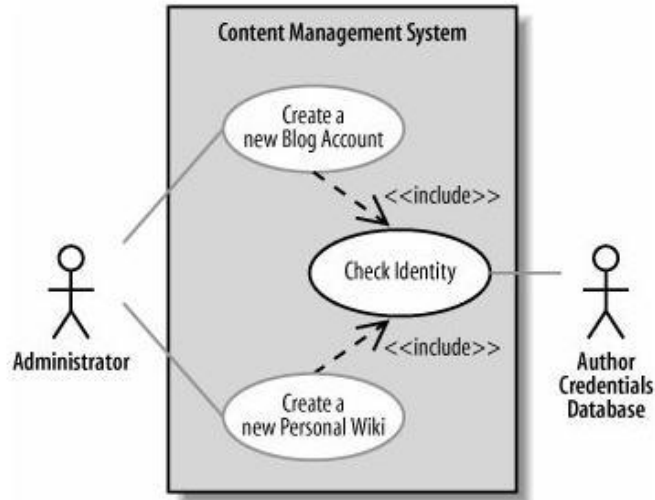 Content Management System
Create a
new Blog Account
<<include>>
Check Identity
Administrator
<<include>>
Author
Credentials
Database
Create a
new Personal Wiki